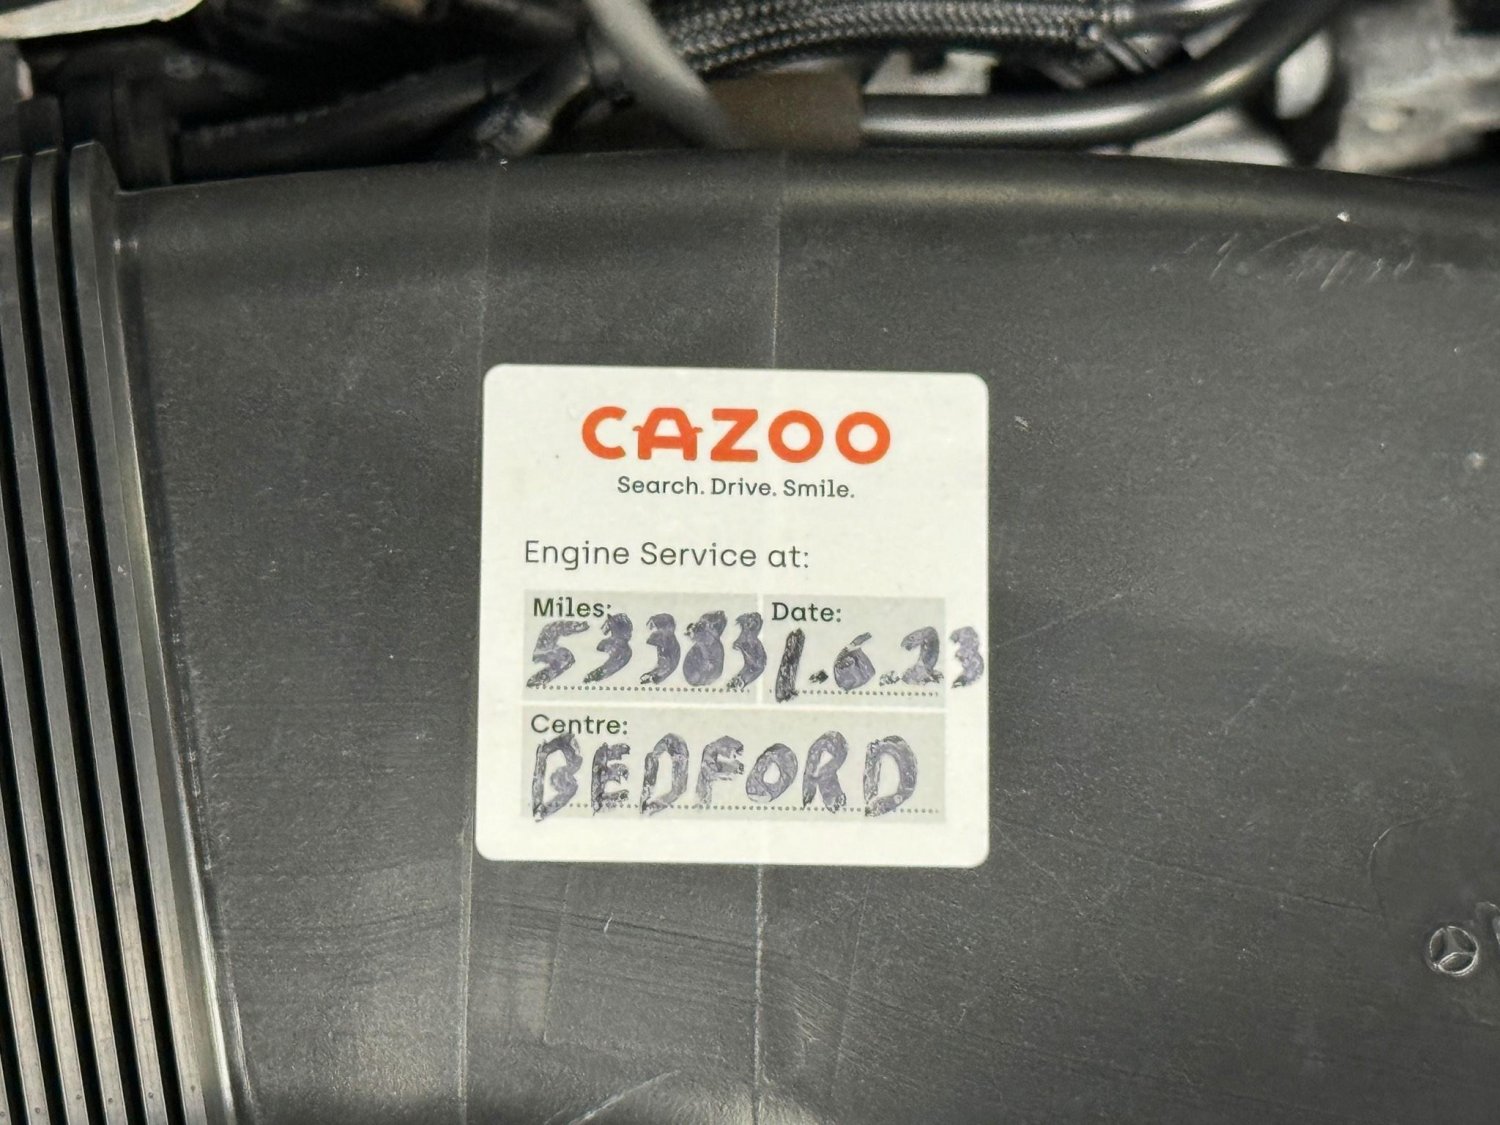 CAZOO
Search. Drive. Smile.
Engine Service at:
Miles: Date:
53383 1.6.23
Centre:
BEDFORD